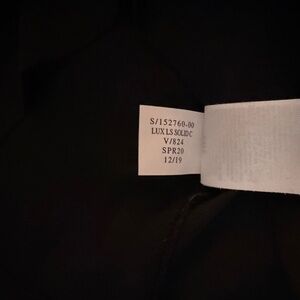 S/152760-00
LUX LS SOLID C
V/824
SPR20
12/19